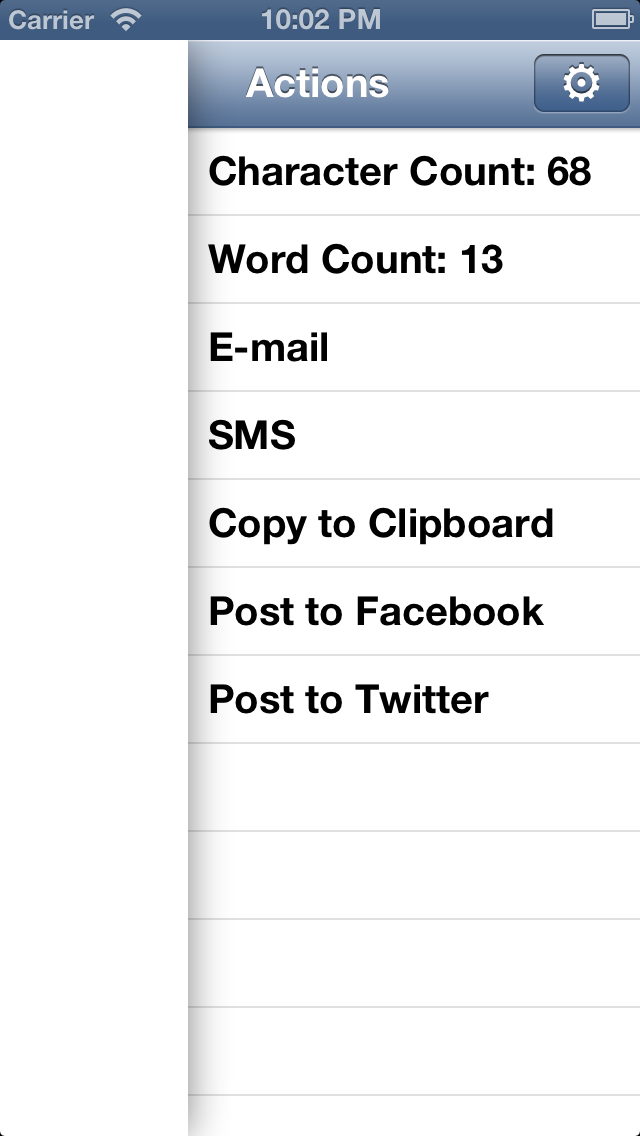 Carrier 10:02 PM
Actions
Character Count: 68
Word Count: 13
E-mail
SMS
Copy to Clipboard
Post to Facebook
Post to Twitter